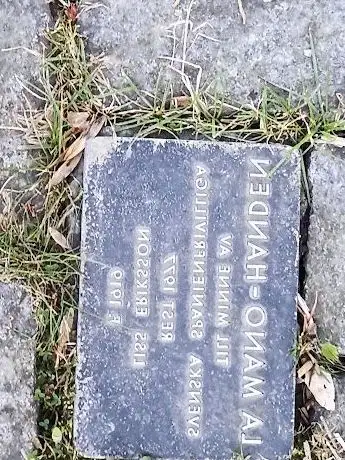 LA MANO=HANDEN
TILL MINNE AV
SVENSKA SPANIENFRIVILLIGA
REST 1977
LISS ERIKSSON
F 1919